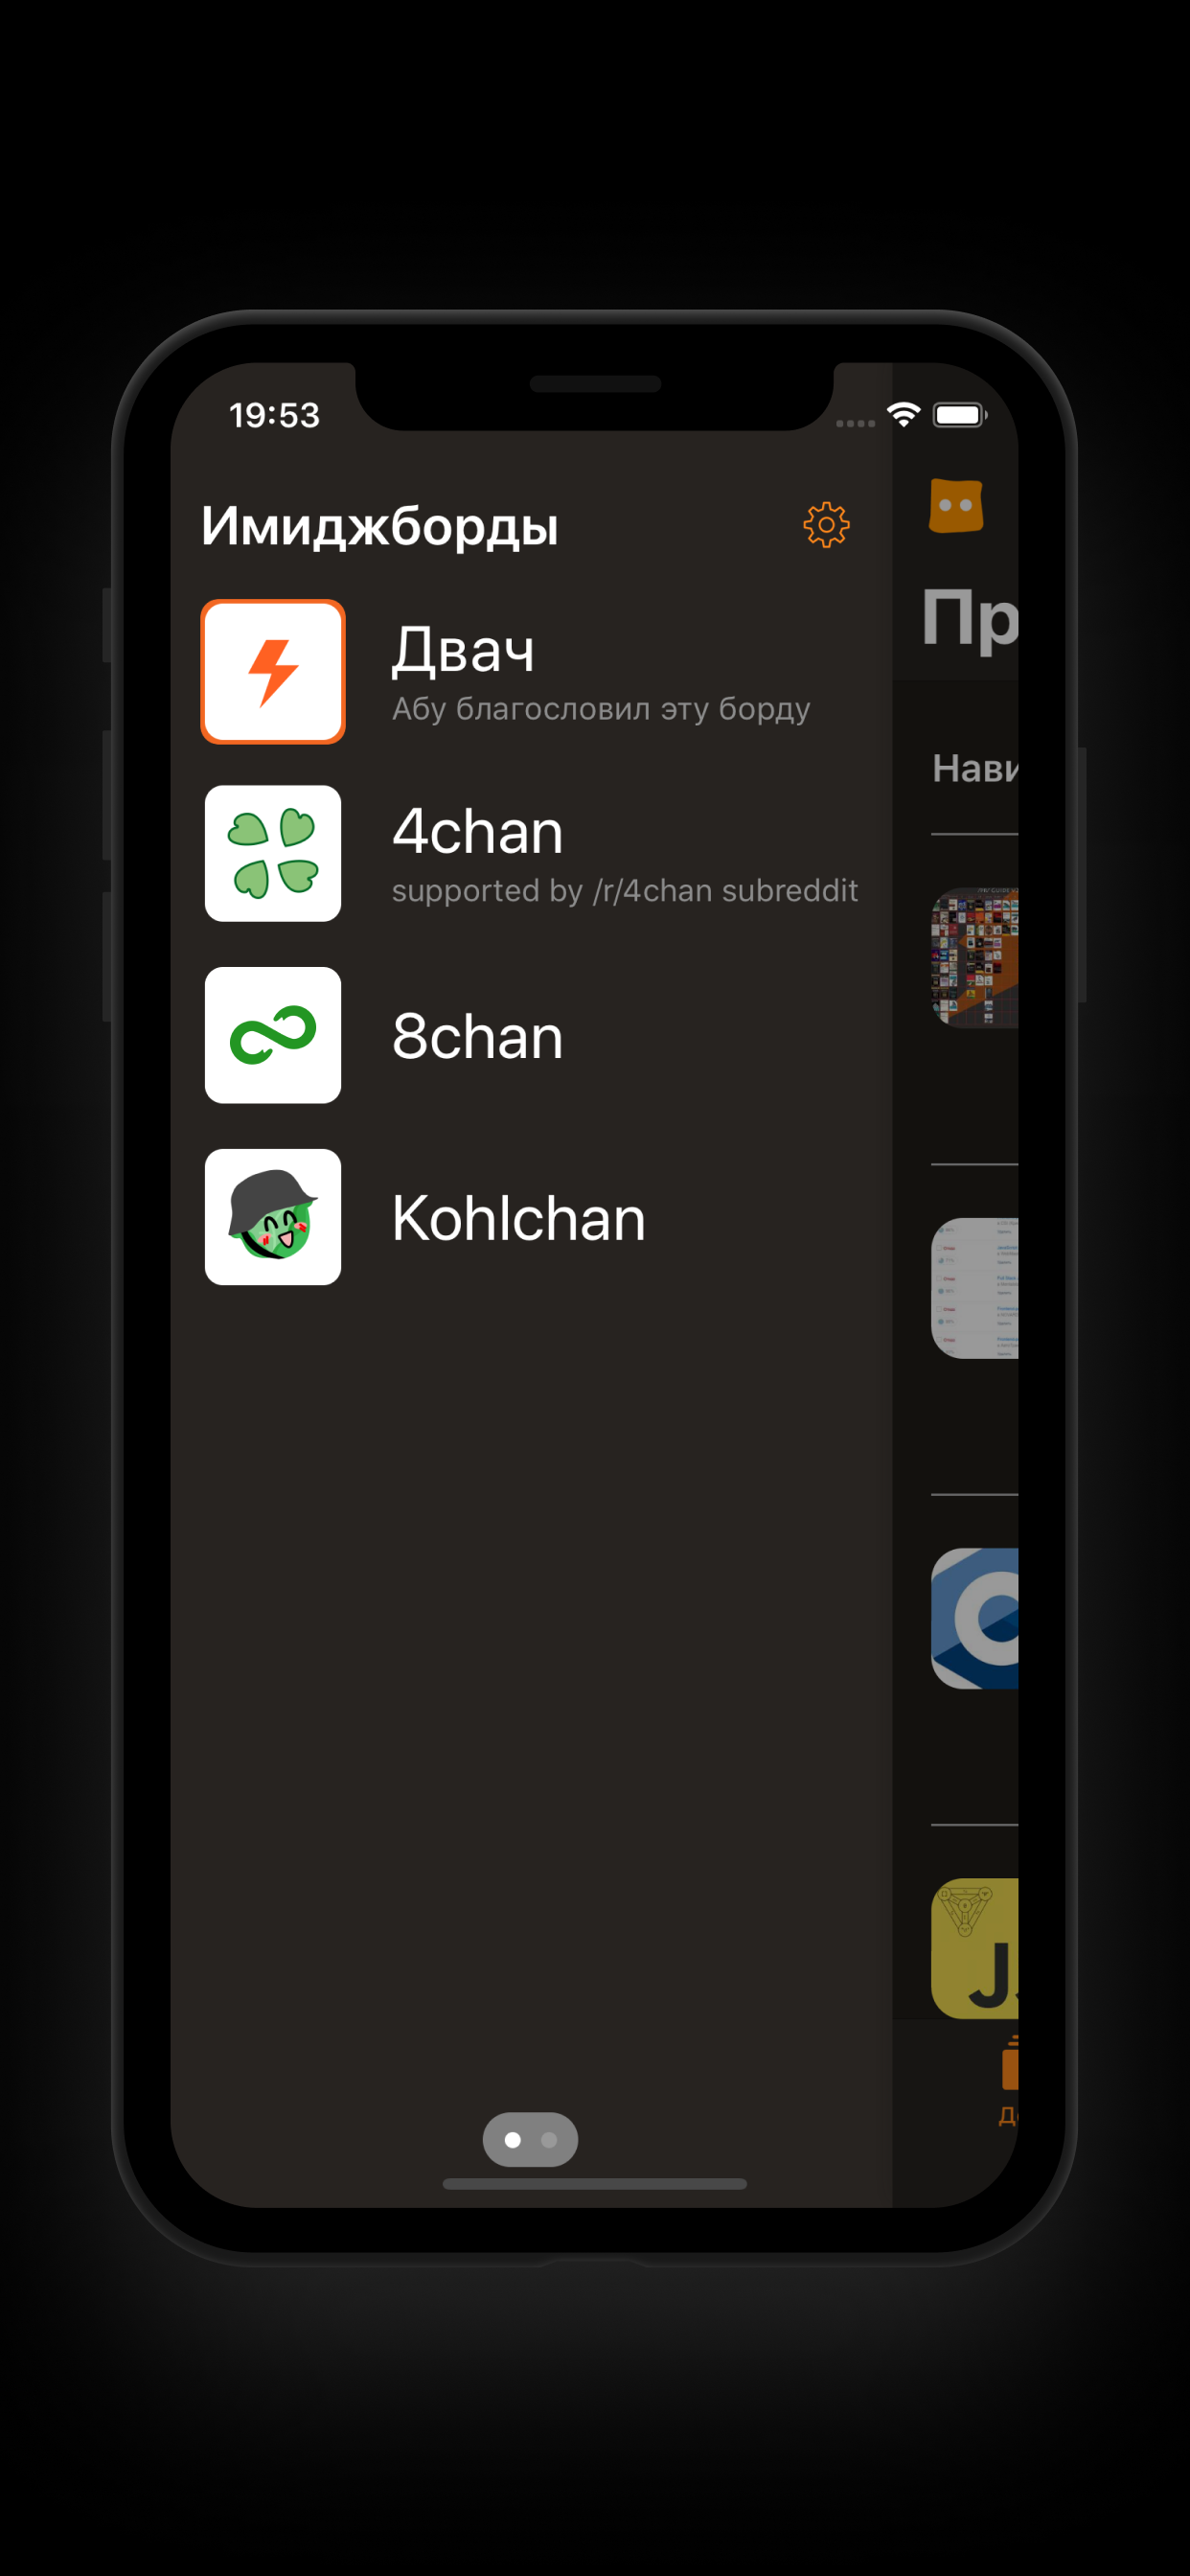 19:53
Имиджборды
Двач
Абу благословил эту борду
4chan
supported by /r/4chan subreddit
8chan
Kohlchan
Пр
Нави